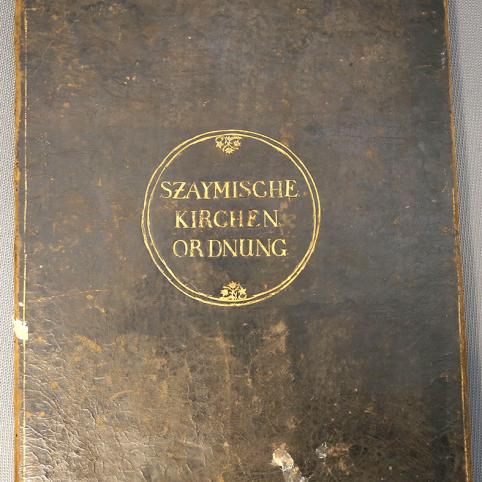 SZAYMISCHE
KIRCHEN
ORDNUNG